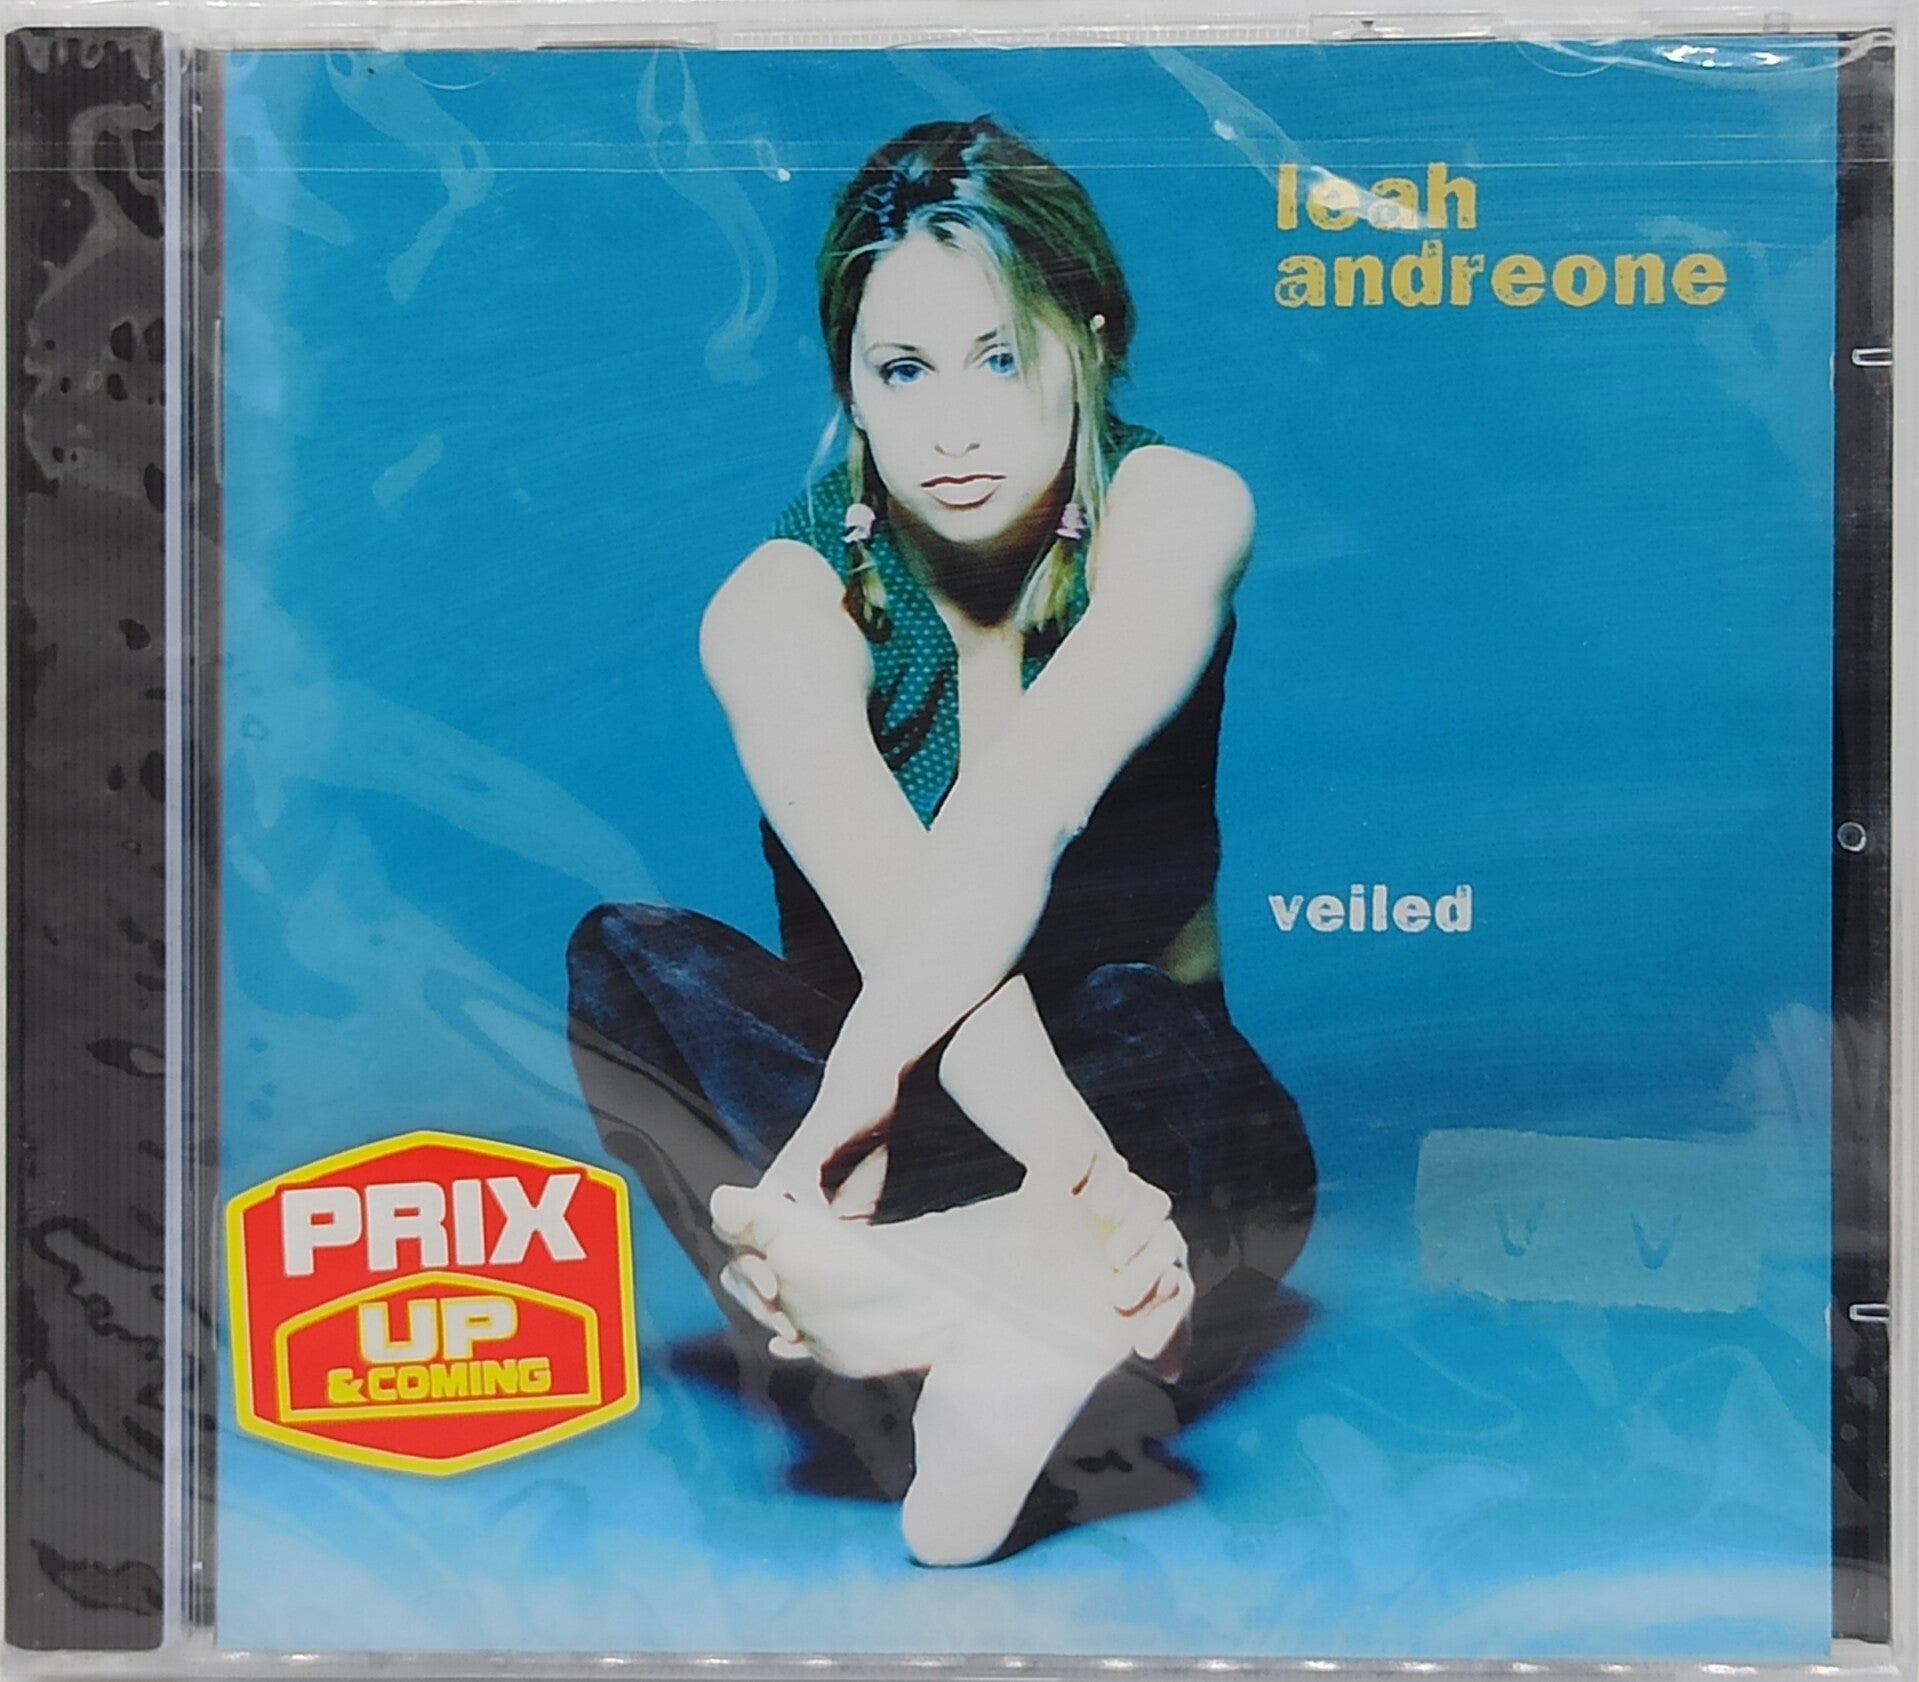 leah
andreone
veiled
PRIX
UP
& COMING